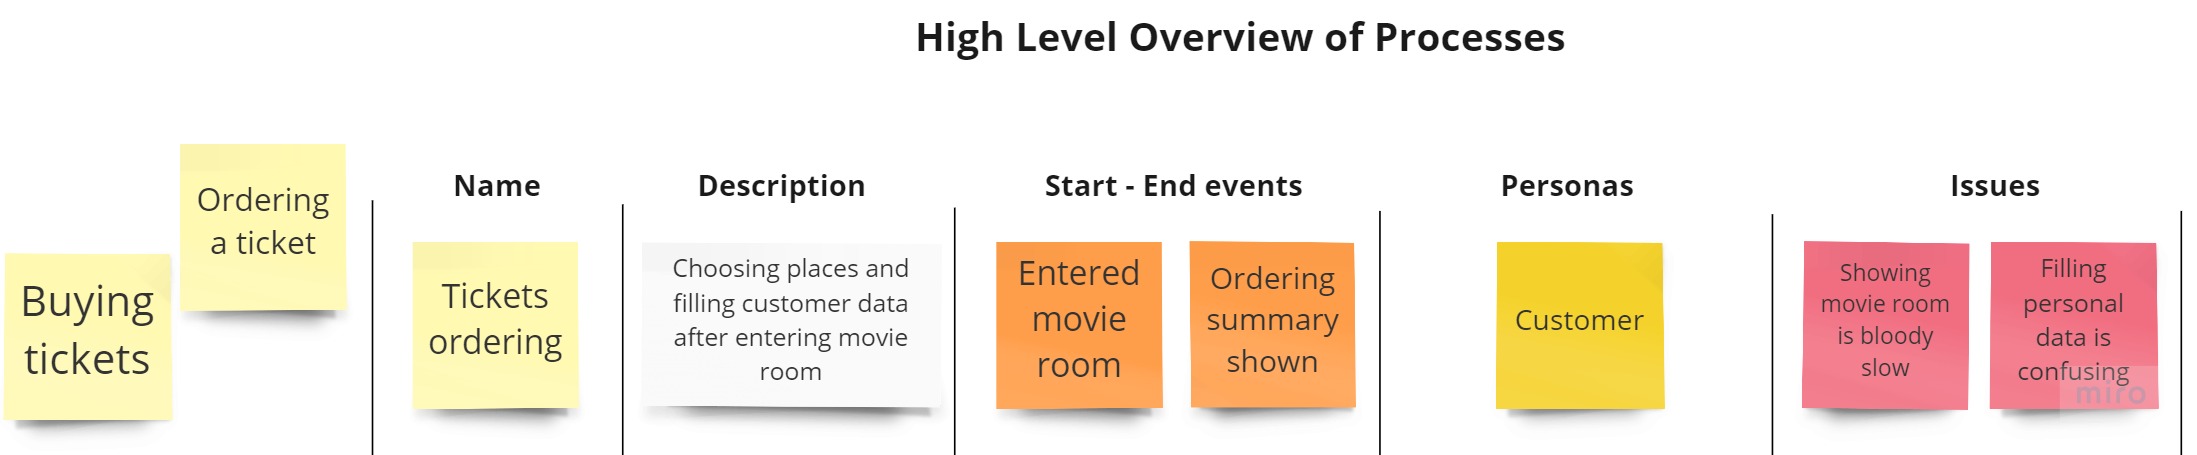 High Level Overview of Processes
Ordering
a ticket
Buying
tickets
Name
Tickets
ordering
Description
Choosing places and
filling customer data
after entering movie
room
Start - End events
Entered
movie
room
Ordering
summary
shown
Personas
Customer
Issues
Showing
movie room
is bloody
slow
Filling
personal
data is
confusing
miro